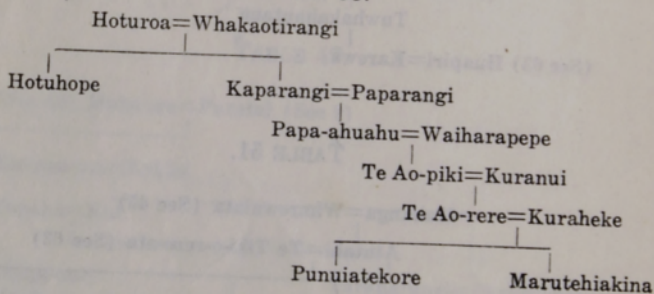 Hoturoa=Whakaotirangi
Hotuhope
Kaparangi=Paparangi
Papa-ahuahu=Waiharapepe
Te Ao-piki=Kuranui
Te Ao-rere=Kuraheke
Punuiatekore Marutehiakina